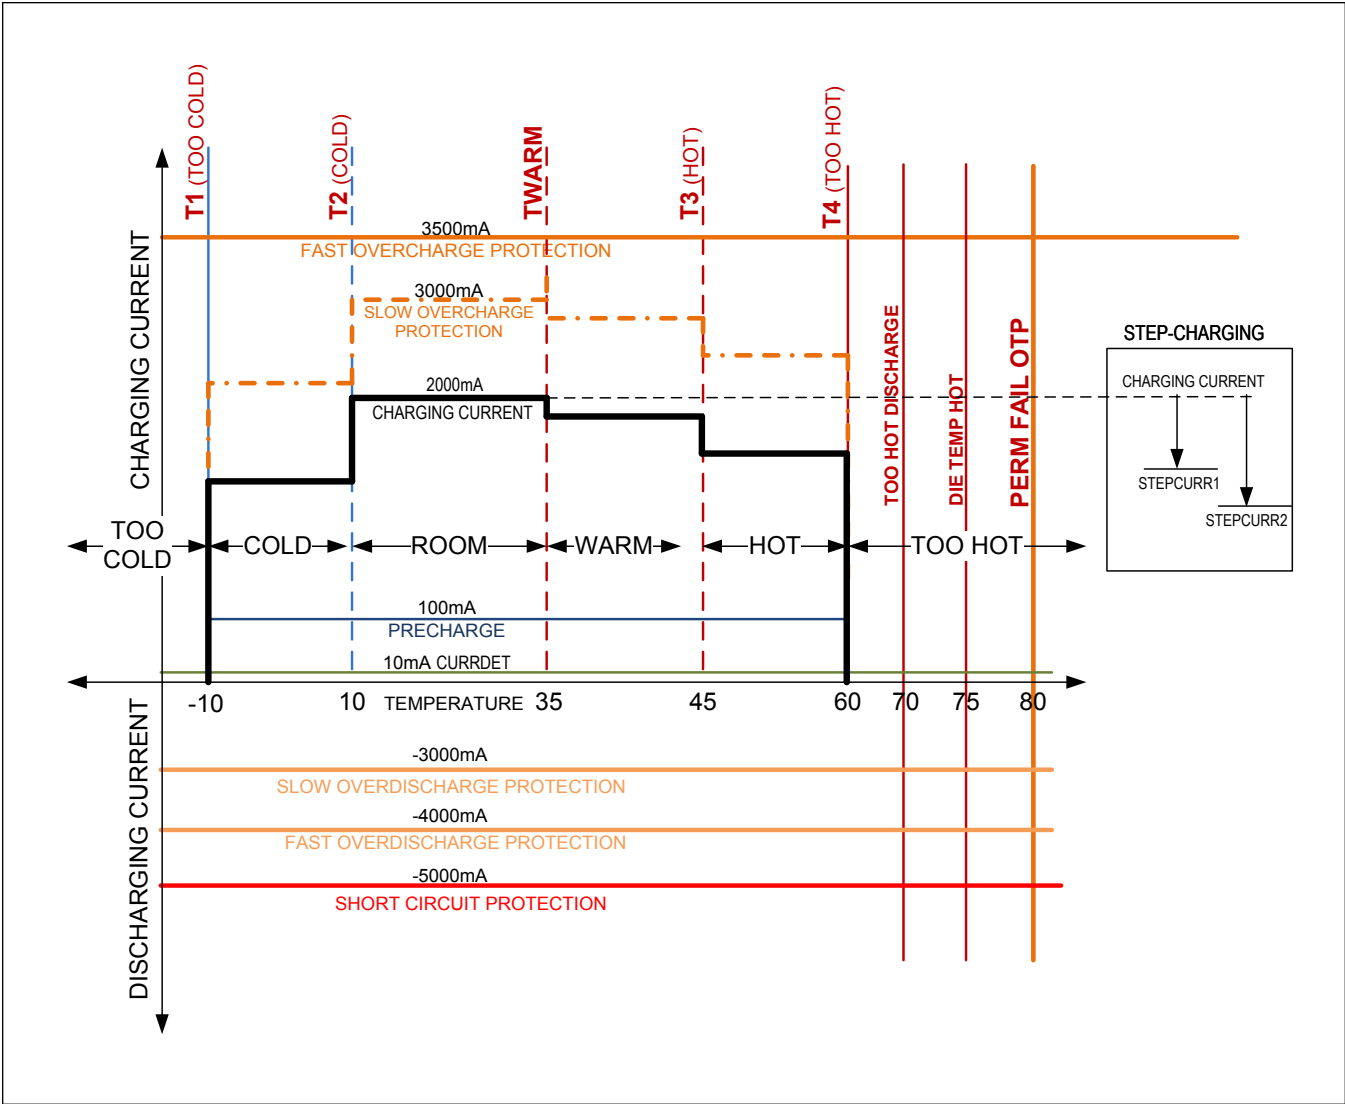 T1 (TOO COLD)
T2 (COLD)
TWARM
T3 (HOT)
T4 (TOO HOT)
CHARGING CURRENT
3500mA
FAST OVERCHARGE PROTECTION
3000mA
SLOW OVERCHARGE
PROTECTION
2000mA
CHARGING CURRENT
TOO HOT DISCHARGE
DIE TEMP HOT
PERM FAIL OTP
STEP-CHARGING
CHARGING CURRENT
STEPCURR1
STEPCURR2
TOO
COLD
COLD
ROOM
WARM
HOT
TOO HOT
100mA
PRECHARGE
10mA CURRDET
-10
10
TEMPERATURE
35
45
60
70
75
80
DISCHARGING CURRENT
-3000mA
SLOW OVERDISCHARGE PROTECTION
-4000mA
FAST OVERDISCHARGE PROTECTION
-5000mA
SHORT CIRCUIT PROTECTION